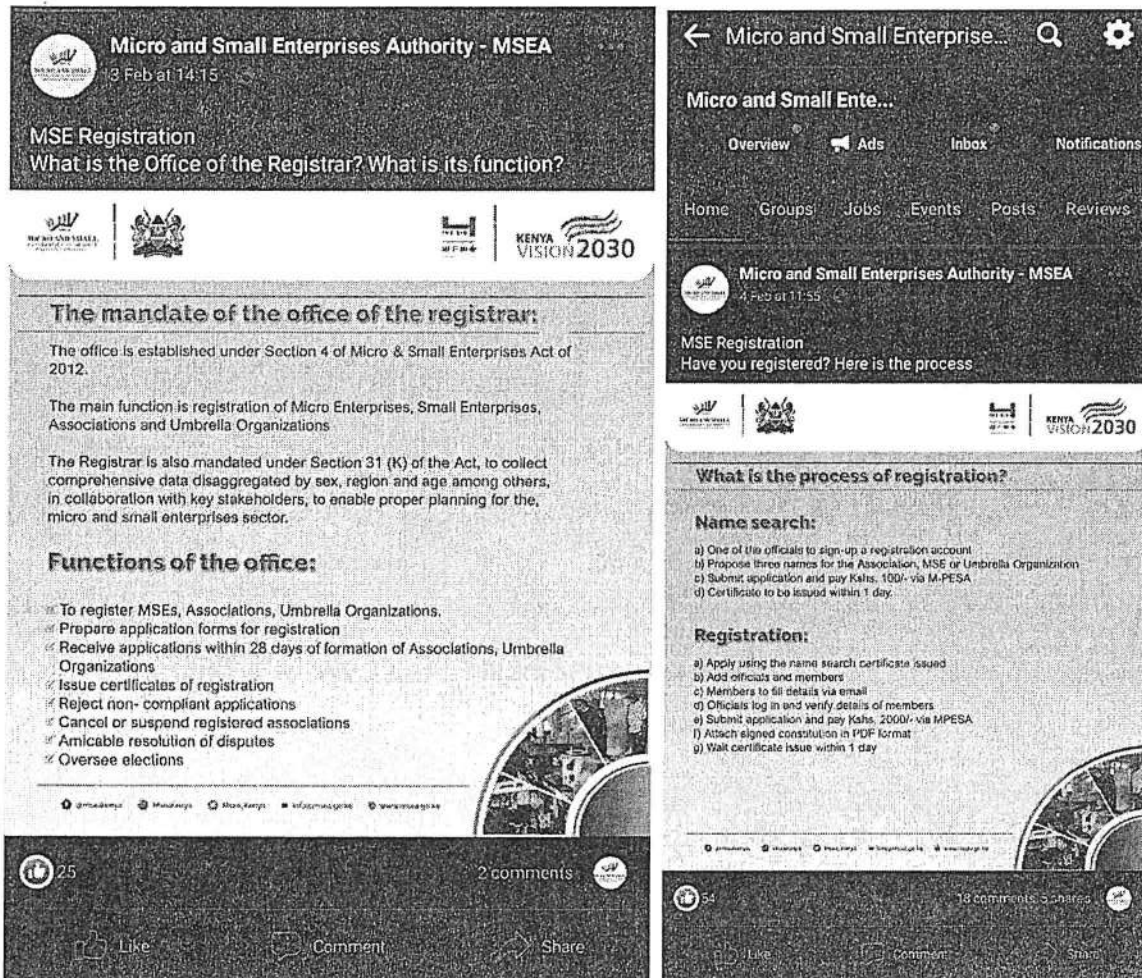 Micro and Small Enterprises Authority - MSEA
3 Feb at 14:15
MSE Registration
What is the Office of the Registrar? What is its function?
KENYA
VISION 2030
The mandate of the office of the registrar:
The office is established under Section 4 of Micro & Small Enterprises Act of
2012.
The main function is registration of Micro Enterprises, Small Enterprises,
Associations and Umbrella Organizations
The Registrar is also mandated under Section 31 (K) of the Act, to collect
comprehensive data disaggregated by sex, region and age among others,
in collaboration with key stakeholders, to enable proper planning for the,
micro and small enterprises sector.
Functions of the office:
To register MSEs, Associations, Umbrella Organizations.
Prepare application forms for registration
Receive applications within 28 days of formation of Associations, Umbrella
Organizations
Issue certificates of registration
Reject non- compliant applications
Cancel or suspend registered associations
Amicable resolution of disputes
Oversee elections
25
2 comments
Like Comment Share
Micro and Small Enterprise...
Micro and Small Ente...
Overview Ads Inbox Notifications
Home Groups Jobs Events Posts Reviews
Micro and Small Enterprises Authority - MSEA
4 Feb at 11:55
MSE Registration
Have you registered? Here is the process
KENYA
VISION 2030
What is the process of registration?
Name search:
a) One of the officials to sign-up a registration account
b) Propose three names for the Association, MSE or Umbrella Organization
c) Submit application and pay Kshs, 100/- via M-PESA
d) Certificate to be issued within 1 day.
Registration:
a) Apply using the name search certificate issued
b) Add officials and members
c) Members to fill details via email
d) Officials log in and verify details of members
e) Submit application and pay Kshs, 2000/- via MPESA
f) Attach signed constitution in PDF format
g) Wait certificate issue within 1 day
54
18 comments 5 shares
Like Comment Share